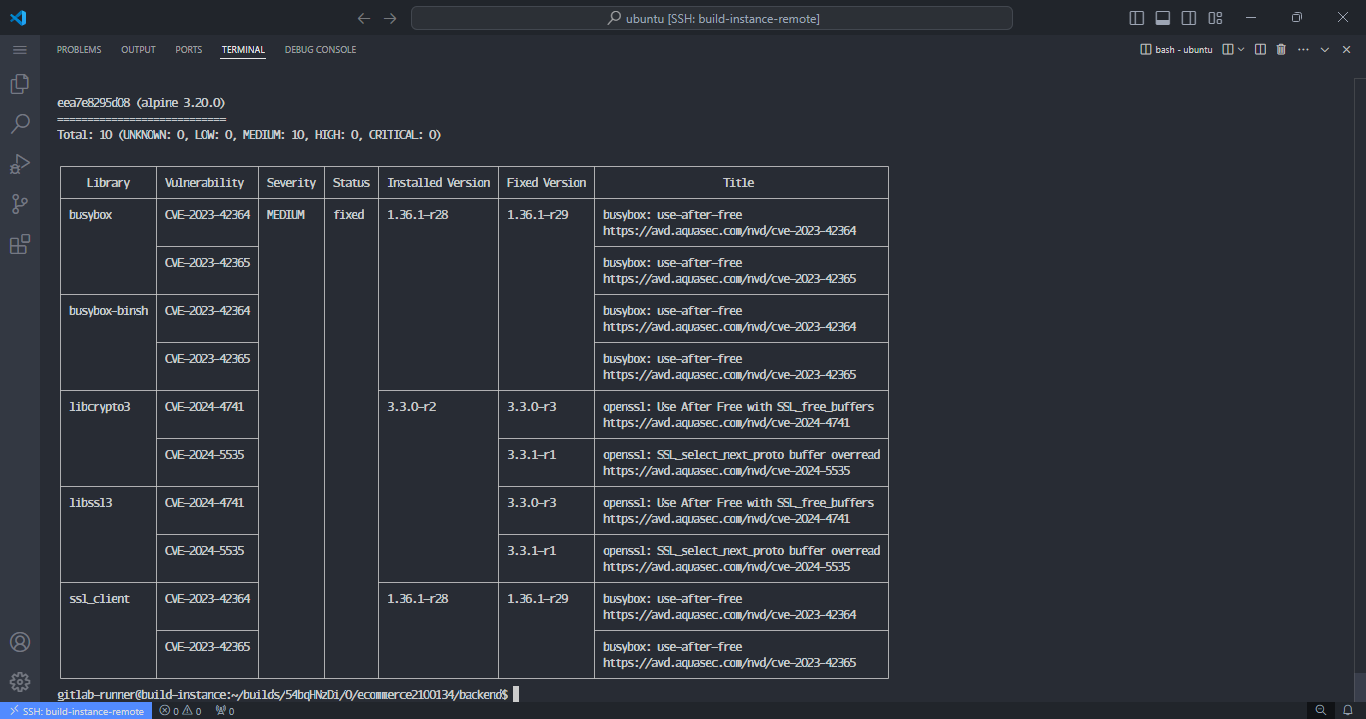 ubuntu [SSH: build-instance-remote]
PROBLEMS OUTPUT PORTS TERMINAL DEBUG CONSOLE
bash - ubuntu
eea7e8295d08 (alpine 3.20.0)
============================
Total: 10 (UNKNOWN: 0, LOW: 0, MEDIUM: 10, HIGH: 0, CRITICAL: 0)
Library Vulnerability Severity Status Installed Version Fixed Version Title
busybox CVE-2023-42364 MEDIUM fixed 1.36.1-r28 1.36.1-r29 busybox: use-after-free
https://avd.aquasec.com/nvd/cve-2023-42364
CVE-2023-42365 busybox: use-after-free
https://avd.aquasec.com/nvd/cve-2023-42365
busybox-binsh CVE-2023-42364 busybox: use-after-free
https://avd.aquasec.com/nvd/cve-2023-42364
CVE-2023-42365 busybox: use-after-free
https://avd.aquasec.com/nvd/cve-2023-42365
libcrypto3 CVE-2024-4741 3.3.0-r2 3.3.0-r3 openssl: Use After Free with SSL_free_buffers
https://avd.aquasec.com/nvd/cve-2024-4741
CVE-2024-5535 3.3.1-r1 openssl: SSL_select_next_proto buffer overread
https://avd.aquasec.com/nvd/cve-2024-5535
libssl3 CVE-2024-4741 3.3.0-r3 openssl: Use After Free with SSL_free_buffers
https://avd.aquasec.com/nvd/cve-2024-4741
CVE-2024-5535 3.3.1-r1 openssl: SSL_select_next_proto buffer overread
https://avd.aquasec.com/nvd/cve-2024-5535
ssl_client CVE-2023-42364 1.36.1-r28 1.36.1-r29 busybox: use-after-free
https://avd.aquasec.com/nvd/cve-2023-42364
CVE-2023-42365 busybox: use-after-free
https://avd.aquasec.com/nvd/cve-2023-42365
gitlab-runner@build-instance:~/builds/54bqHNzDi/0/ecommerce2100134/backend$
SSH: build-instance-remote 0 0 0